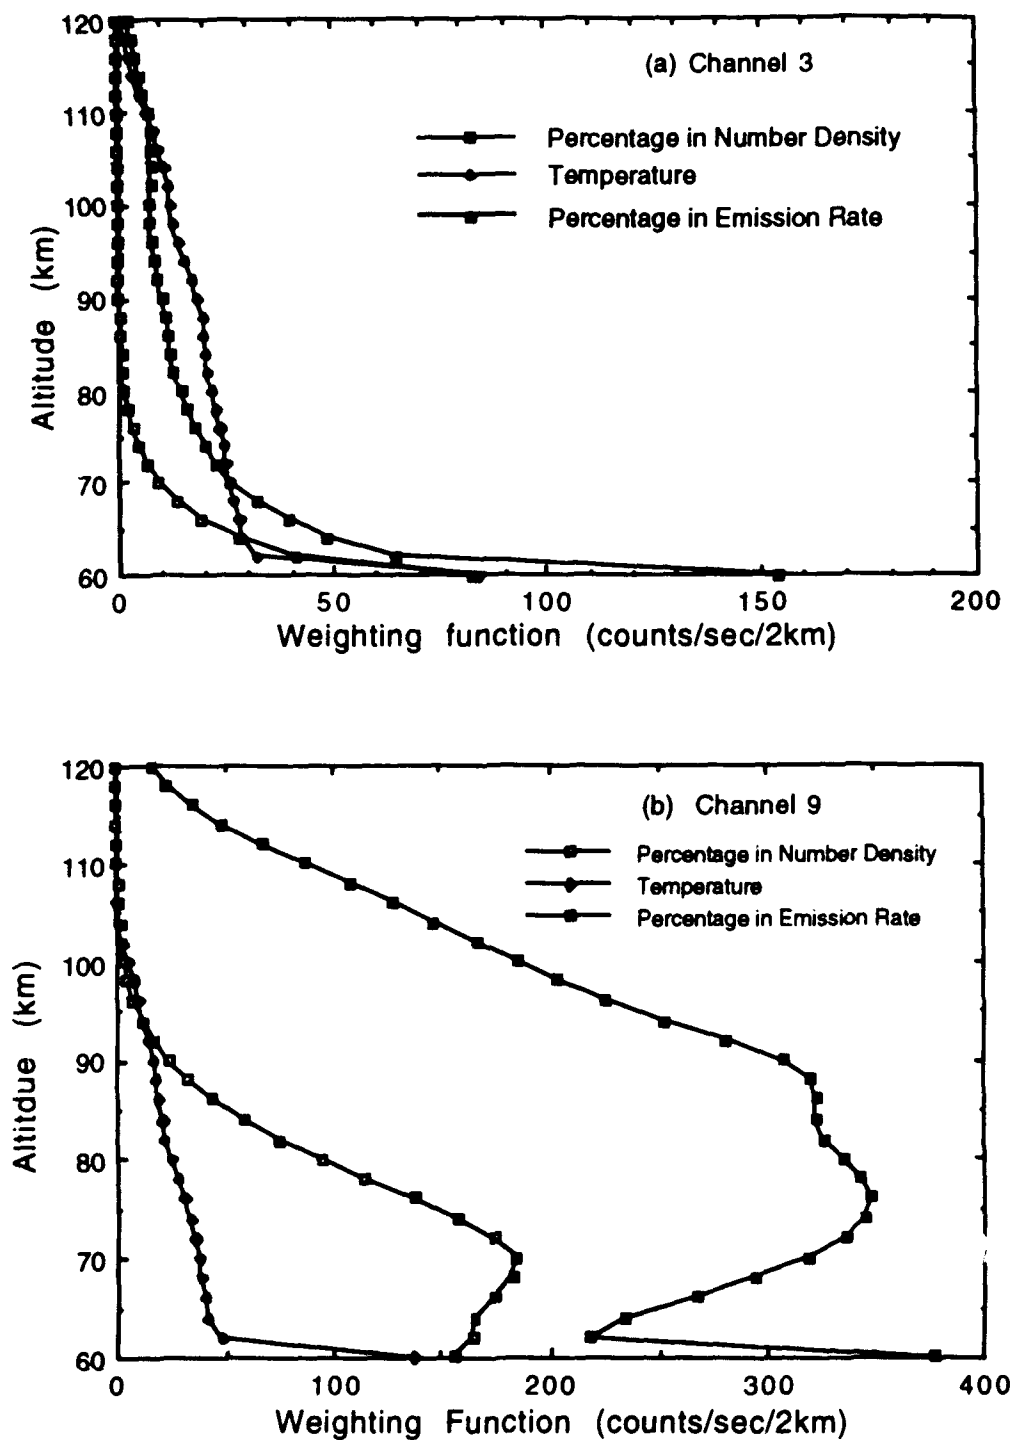 120
(a) Channel 3
110
Percentage in Number Density
Temperature
100
Percentage in Emission Rate
90
80
70
60
Altitude (km)
0 50 100 150 200
Weighting function (counts/sec/2km)
120
(b) Channel 9
110
Percentage in Number Density
Temperature
Percentage in Emission Rate
100
90
80
70
60
Altitdue (km)
0 100 200 300 400
Weighting Function (counts/sec/2km)